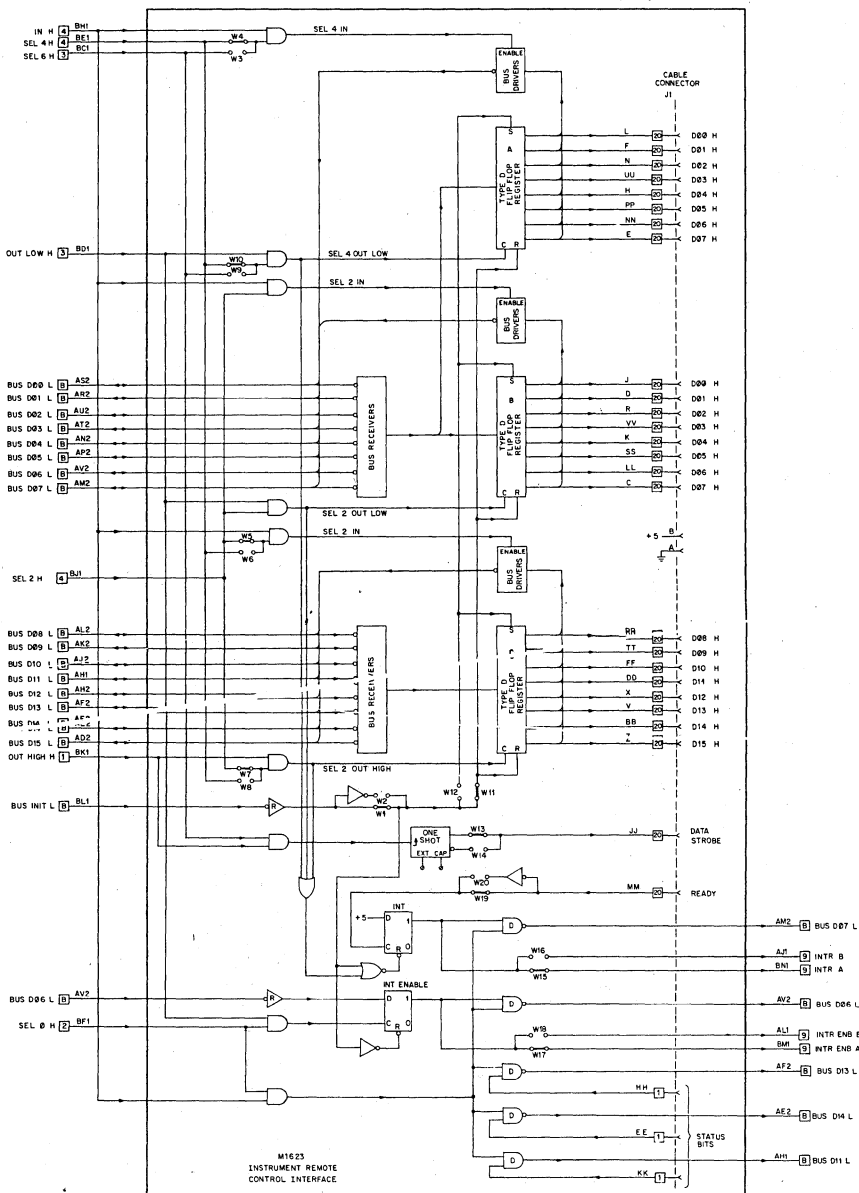 IN H 4 BH1
SEL 4 H 4 BE1
SEL 6 H 3 BC1
W4
W3
SEL 4 IN
ENABLE
BUS DRIVERS
CABLE CONNECTOR
J1
S
A
TYPE D FLIP FLOP REGISTER
C R
L 20 D00 H
F 20 D01 H
N 20 D02 H
UU 20 D03 H
H 20 D04 H
PP 20 D05 H
NN 20 D06 H
E 20 D07 H
OUT LOW H 3 BD1
W10
W9
SEL 4 OUT LOW
SEL 2 IN
ENABLE
BUS DRIVERS
BUS D00 L B AS2
BUS D01 L B AR2
BUS D02 L B AU2
BUS D03 L B AT2
BUS D04 L B AN2
BUS D05 L B AP2
BUS D06 L B AV2
BUS D07 L B AM2
BUS RECEIVERS
S
B
TYPE D FLIP FLOP REGISTER
C R
J 20 D00 H
D 20 D01 H
R 20 D02 H
VV 20 D03 H
K 20 D04 H
SS 20 D05 H
LL 20 D06 H
C 20 D07 H
SEL 2 OUT LOW
W5
W6
SEL 2 IN
ENABLE
BUS DRIVERS
+5 B
A
SEL 2 H 4 BJ1
BUS D08 L B AL2
BUS D09 L B AK2
BUS D10 L B AJ2
BUS D11 L B AH1
BUS D12 L B AH2
BUS D13 L B AF2
BUS D14 L B AE2
BUS D15 L B AD2
BUS RECEIVERS
S
C
TYPE D FLIP FLOP REGISTER
C R
RR 20 D08 H
TT 20 D09 H
FF 20 D10 H
DD 20 D11 H
X 20 D12 H
V 20 D13 H
BB 20 D14 H
Z 20 D15 H
OUT HIGH H 1 BK1
W7
W8
SEL 2 OUT HIGH
W12
W11
BUS INIT L B BL1
R
W2
W1
ONE SHOT
EXT CAP
W13
W14
JJ 20 DATA STROBE
W20
W19
MM 20 READY
INT
+5
D 1
C R 0
D
AM2 B BUS D07 L
W16
AJ1 9 INTR B
W15
BN1 9 INTR A
BUS D06 L B AV2
R
INT ENABLE
D 1
C R 0
D
AV2 B BUS D06 L
SEL 0 H 2 BF1
W18
AL1 9 INTR ENB B
W17
BM1 9 INTR ENB A
D
AF2 B BUS D13 L
HH 1
D
AE2 B BUS D14 L
EE 1
STATUS BITS
D
AH1 B BUS D11 L
KK 1
M1623
INSTRUMENT REMOTE
CONTROL INTERFACE